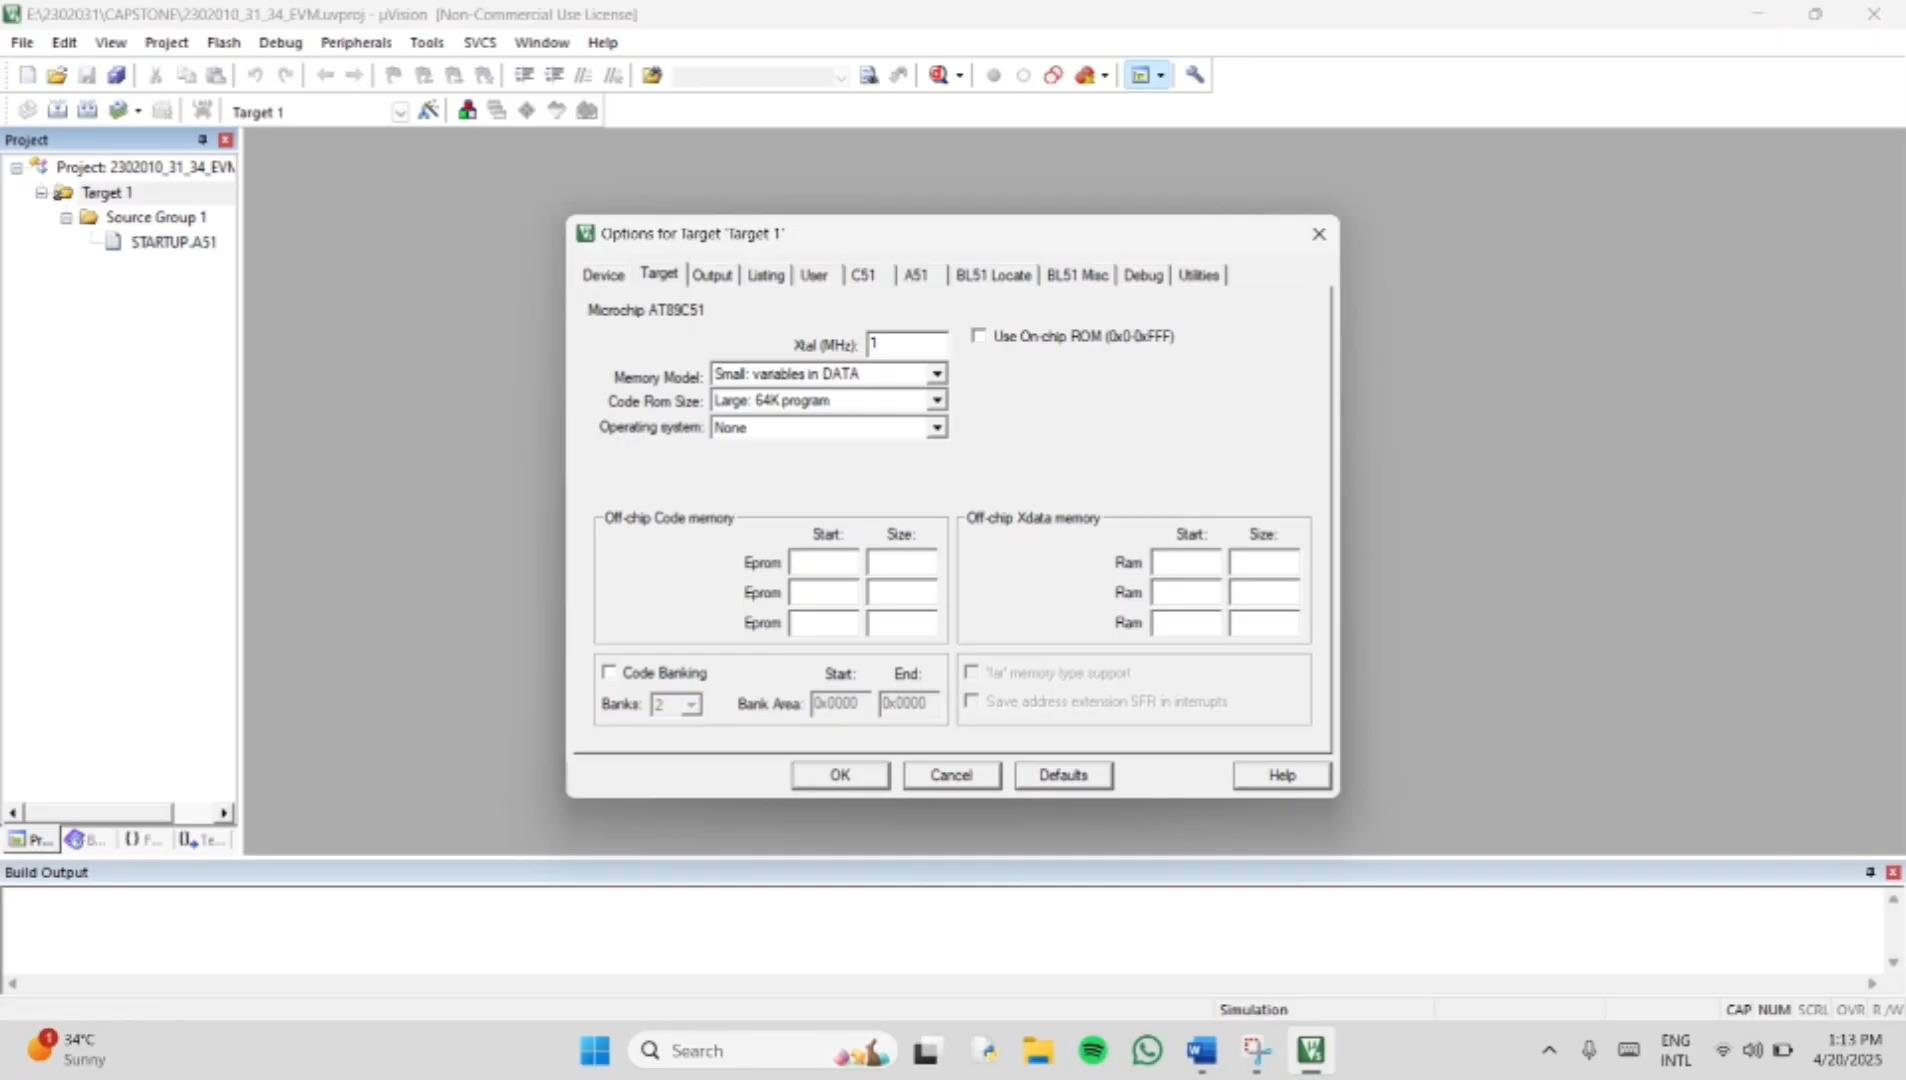 E:\2302031\CAPSTONE\2302010_31_34_EVM.uvproj - µVision [Non-Commercial Use License]
File Edit View Project Flash Debug Peripherals Tools SVCS Window Help
Target 1
Project
Project: 2302010_31_34_EVM
Target 1
Source Group 1
STARTUP.A51
Options for Target 'Target 1'
Device Target Output Listing User C51 A51 BL51 Locate BL51 Misc Debug Utilities
Microchip AT89C51
Xtal (MHz): 1
Use On-chip ROM (0x0-0xFFF)
Memory Model: Small: variables in DATA
Code Rom Size: Large: 64K program
Operating system: None
Off-chip Code memory
Start: Size:
Eprom
Eprom
Eprom
Off-chip Xdata memory
Start: Size:
Ram
Ram
Ram
Code Banking Start: End:
Banks: 2 Bank Area: 0x0000 0x0000
'far' memory type support
Save address extension SFR in interrupts
OK Cancel Defaults Help
Pr... B... {} F... Te...
Build Output
Simulation
CAP NUM SCRL OVR R/W
1
34°C
Sunny
Search
ENG
INTL
1:13 PM
4/20/2025